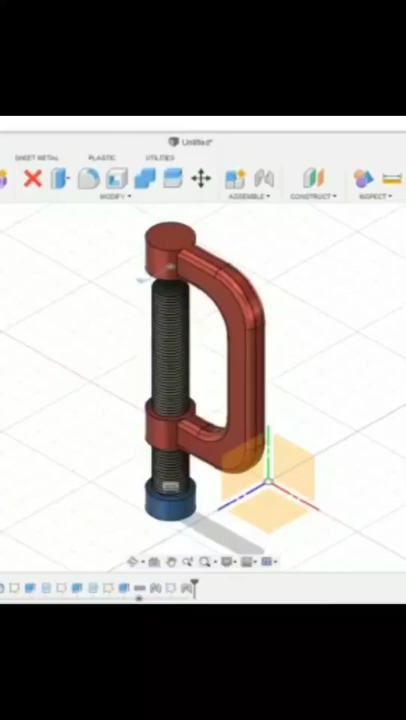 Untitled*
SHEET METAL PLASTIC UTILITIES
MODIFY ASSEMBLE CONSTRUCT INSPECT